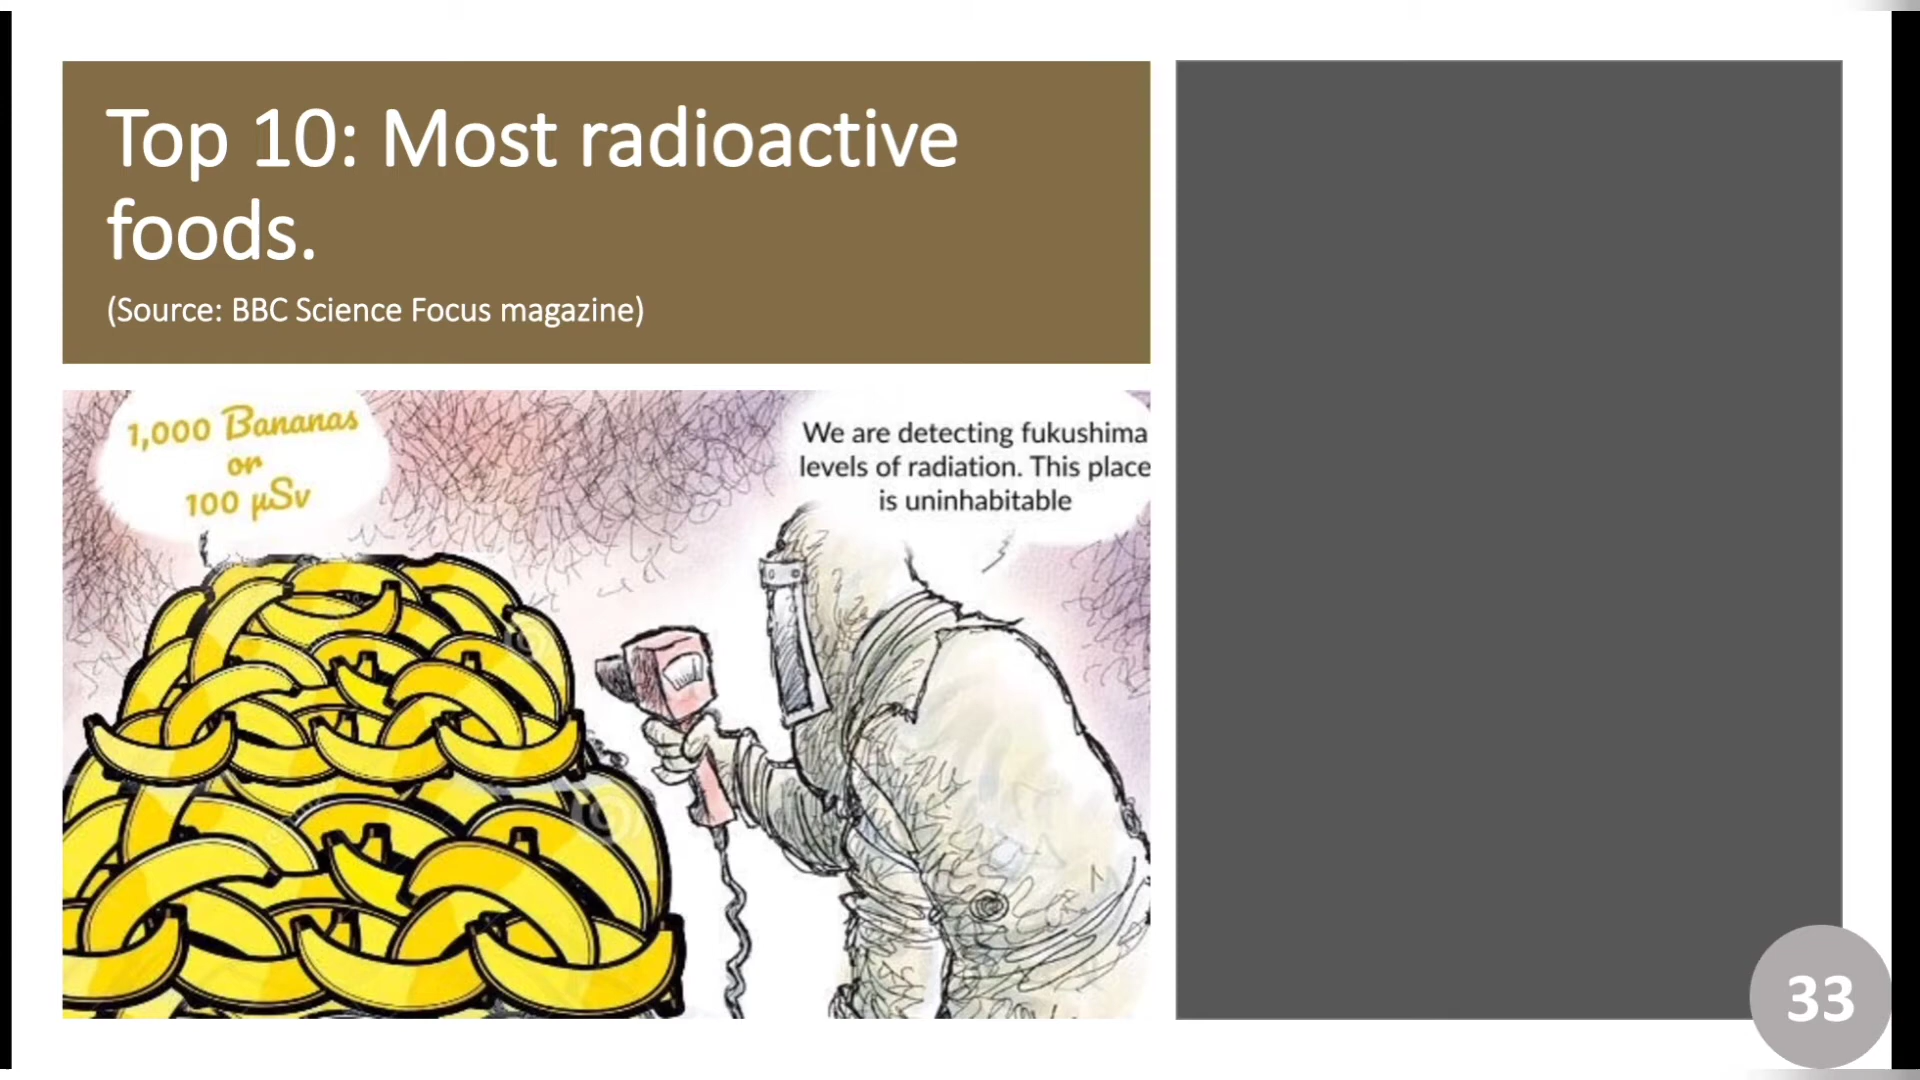 Top 10: Most radioactive
foods.
(Source: BBC Science Focus magazine)
1,000 Bananas
or
100 µSv
We are detecting fukushima
levels of radiation. This place
is uninhabitable
33